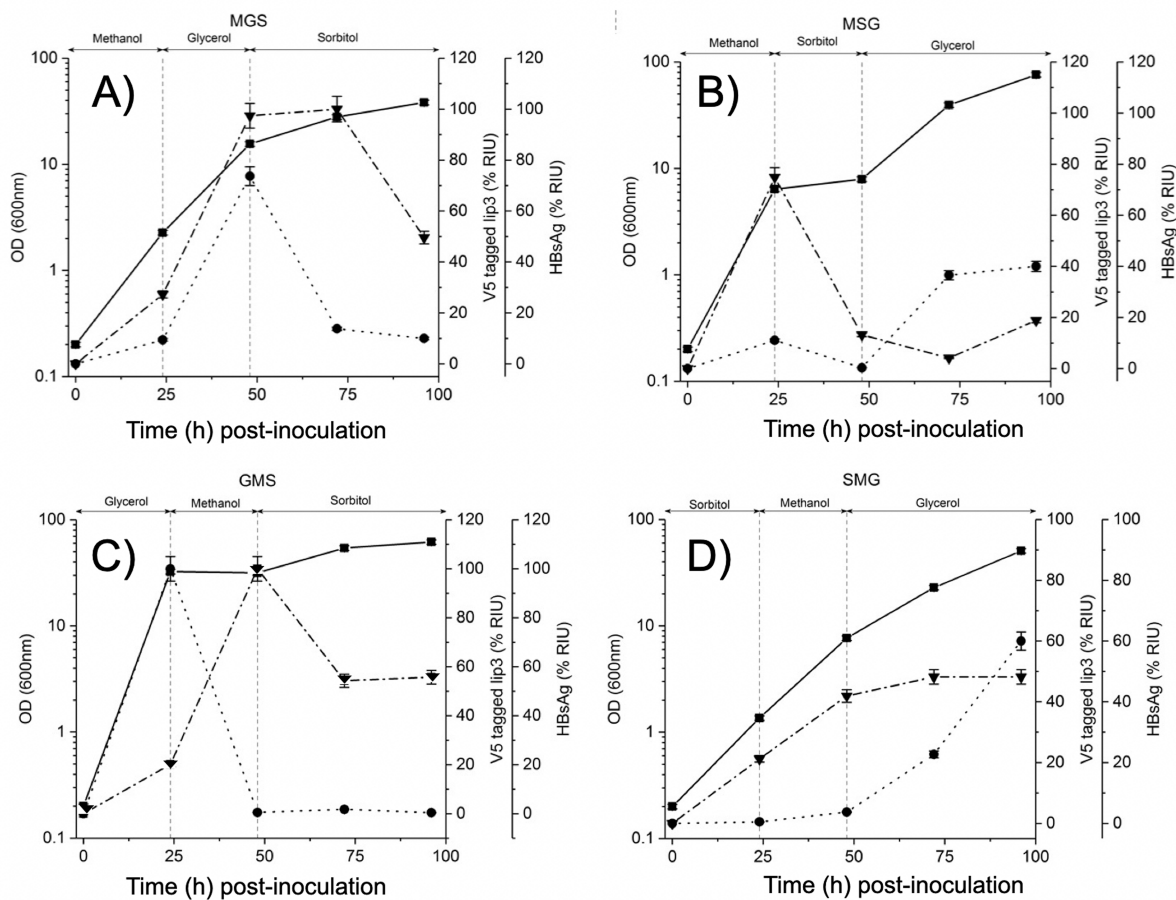 MGS
Methanol Glycerol Sorbitol
A)
100
10
1
0.1
OD (600nm)
120
100
80
60
40
20
0
V5 tagged lip3 (% RIU)
120
100
80
60
40
20
0
HBsAg (% RIU)
0 25 50 75 100
Time (h) post-inoculation
MSG
Methanol Sorbitol Glycerol
B)
100
10
1
0.1
OD (600nm)
120
100
80
60
40
20
0
V5 tagged lip3 (% RIU)
120
100
80
60
40
20
0
HBsAg (% RIU)
0 25 50 75 100
Time (h) post-inoculation
GMS
Glycerol Methanol Sorbitol
C)
100
10
1
0.1
OD (600nm)
120
100
80
60
40
20
0
V5 tagged lip3 (% RIU)
120
100
80
60
40
20
0
HBsAg (% RIU)
0 25 50 75 100
Time (h) post-inoculation
SMG
Sorbitol Methanol Glycerol
D)
100
10
1
0.1
OD (600nm)
100
80
60
40
20
0
V5 tagged lip3 (% RIU)
100
80
60
40
20
0
HBsAg (% RIU)
0 25 50 75 100
Time (h) post-inoculation